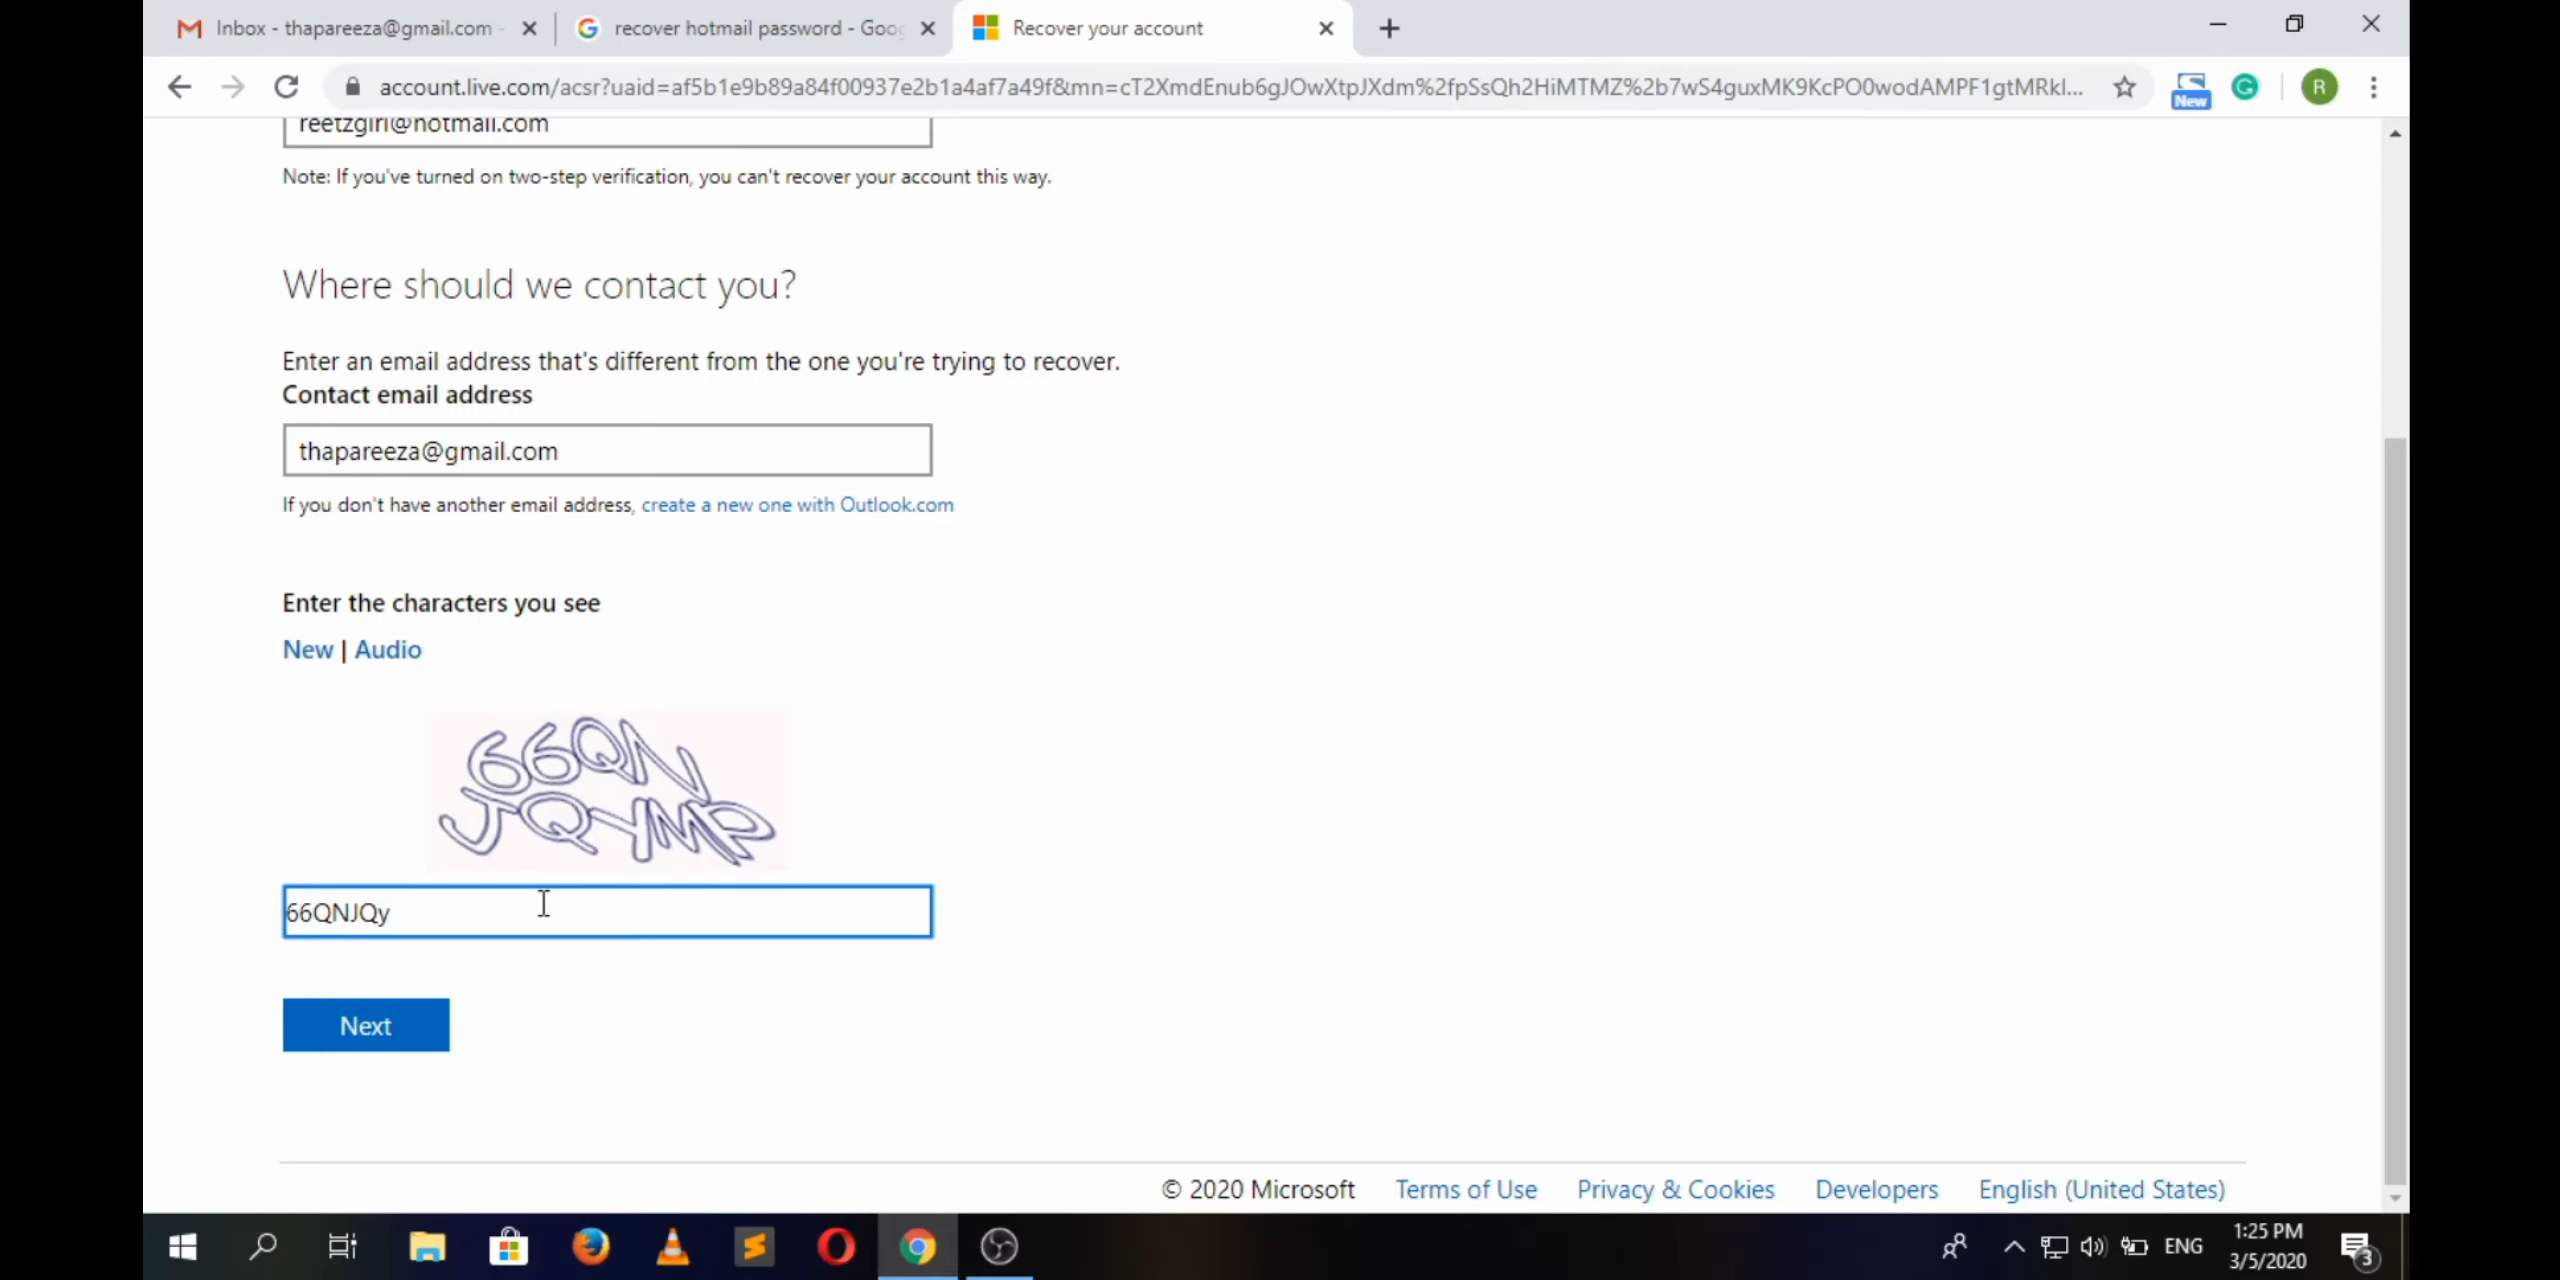 Inbox - thapareeza@gmail.com -
recover hotmail password - Goog
Recover your account
account.live.com/acsr?uaid=af5b1e9b89a84f00937e2b1a4af7a49f&mn=cT2XmdEnub6gJOwXtpJXdm%2fpSsQh2HiMTMZ%2b7wS4guxMK9KcPO0wodAMPF1gtMRkl...
New
R
reetzgirl@hotmail.com
Note: If you've turned on two-step verification, you can't recover your account this way.
Where should we contact you?
Enter an email address that's different from the one you're trying to recover.
Contact email address
thapareeza@gmail.com
If you don't have another email address, create a new one with Outlook.com
Enter the characters you see
New | Audio
66QN
JQYMR
66QNJQy
Next
© 2020 Microsoft Terms of Use Privacy & Cookies Developers English (United States)
ENG
1:25 PM
3/5/2020
3